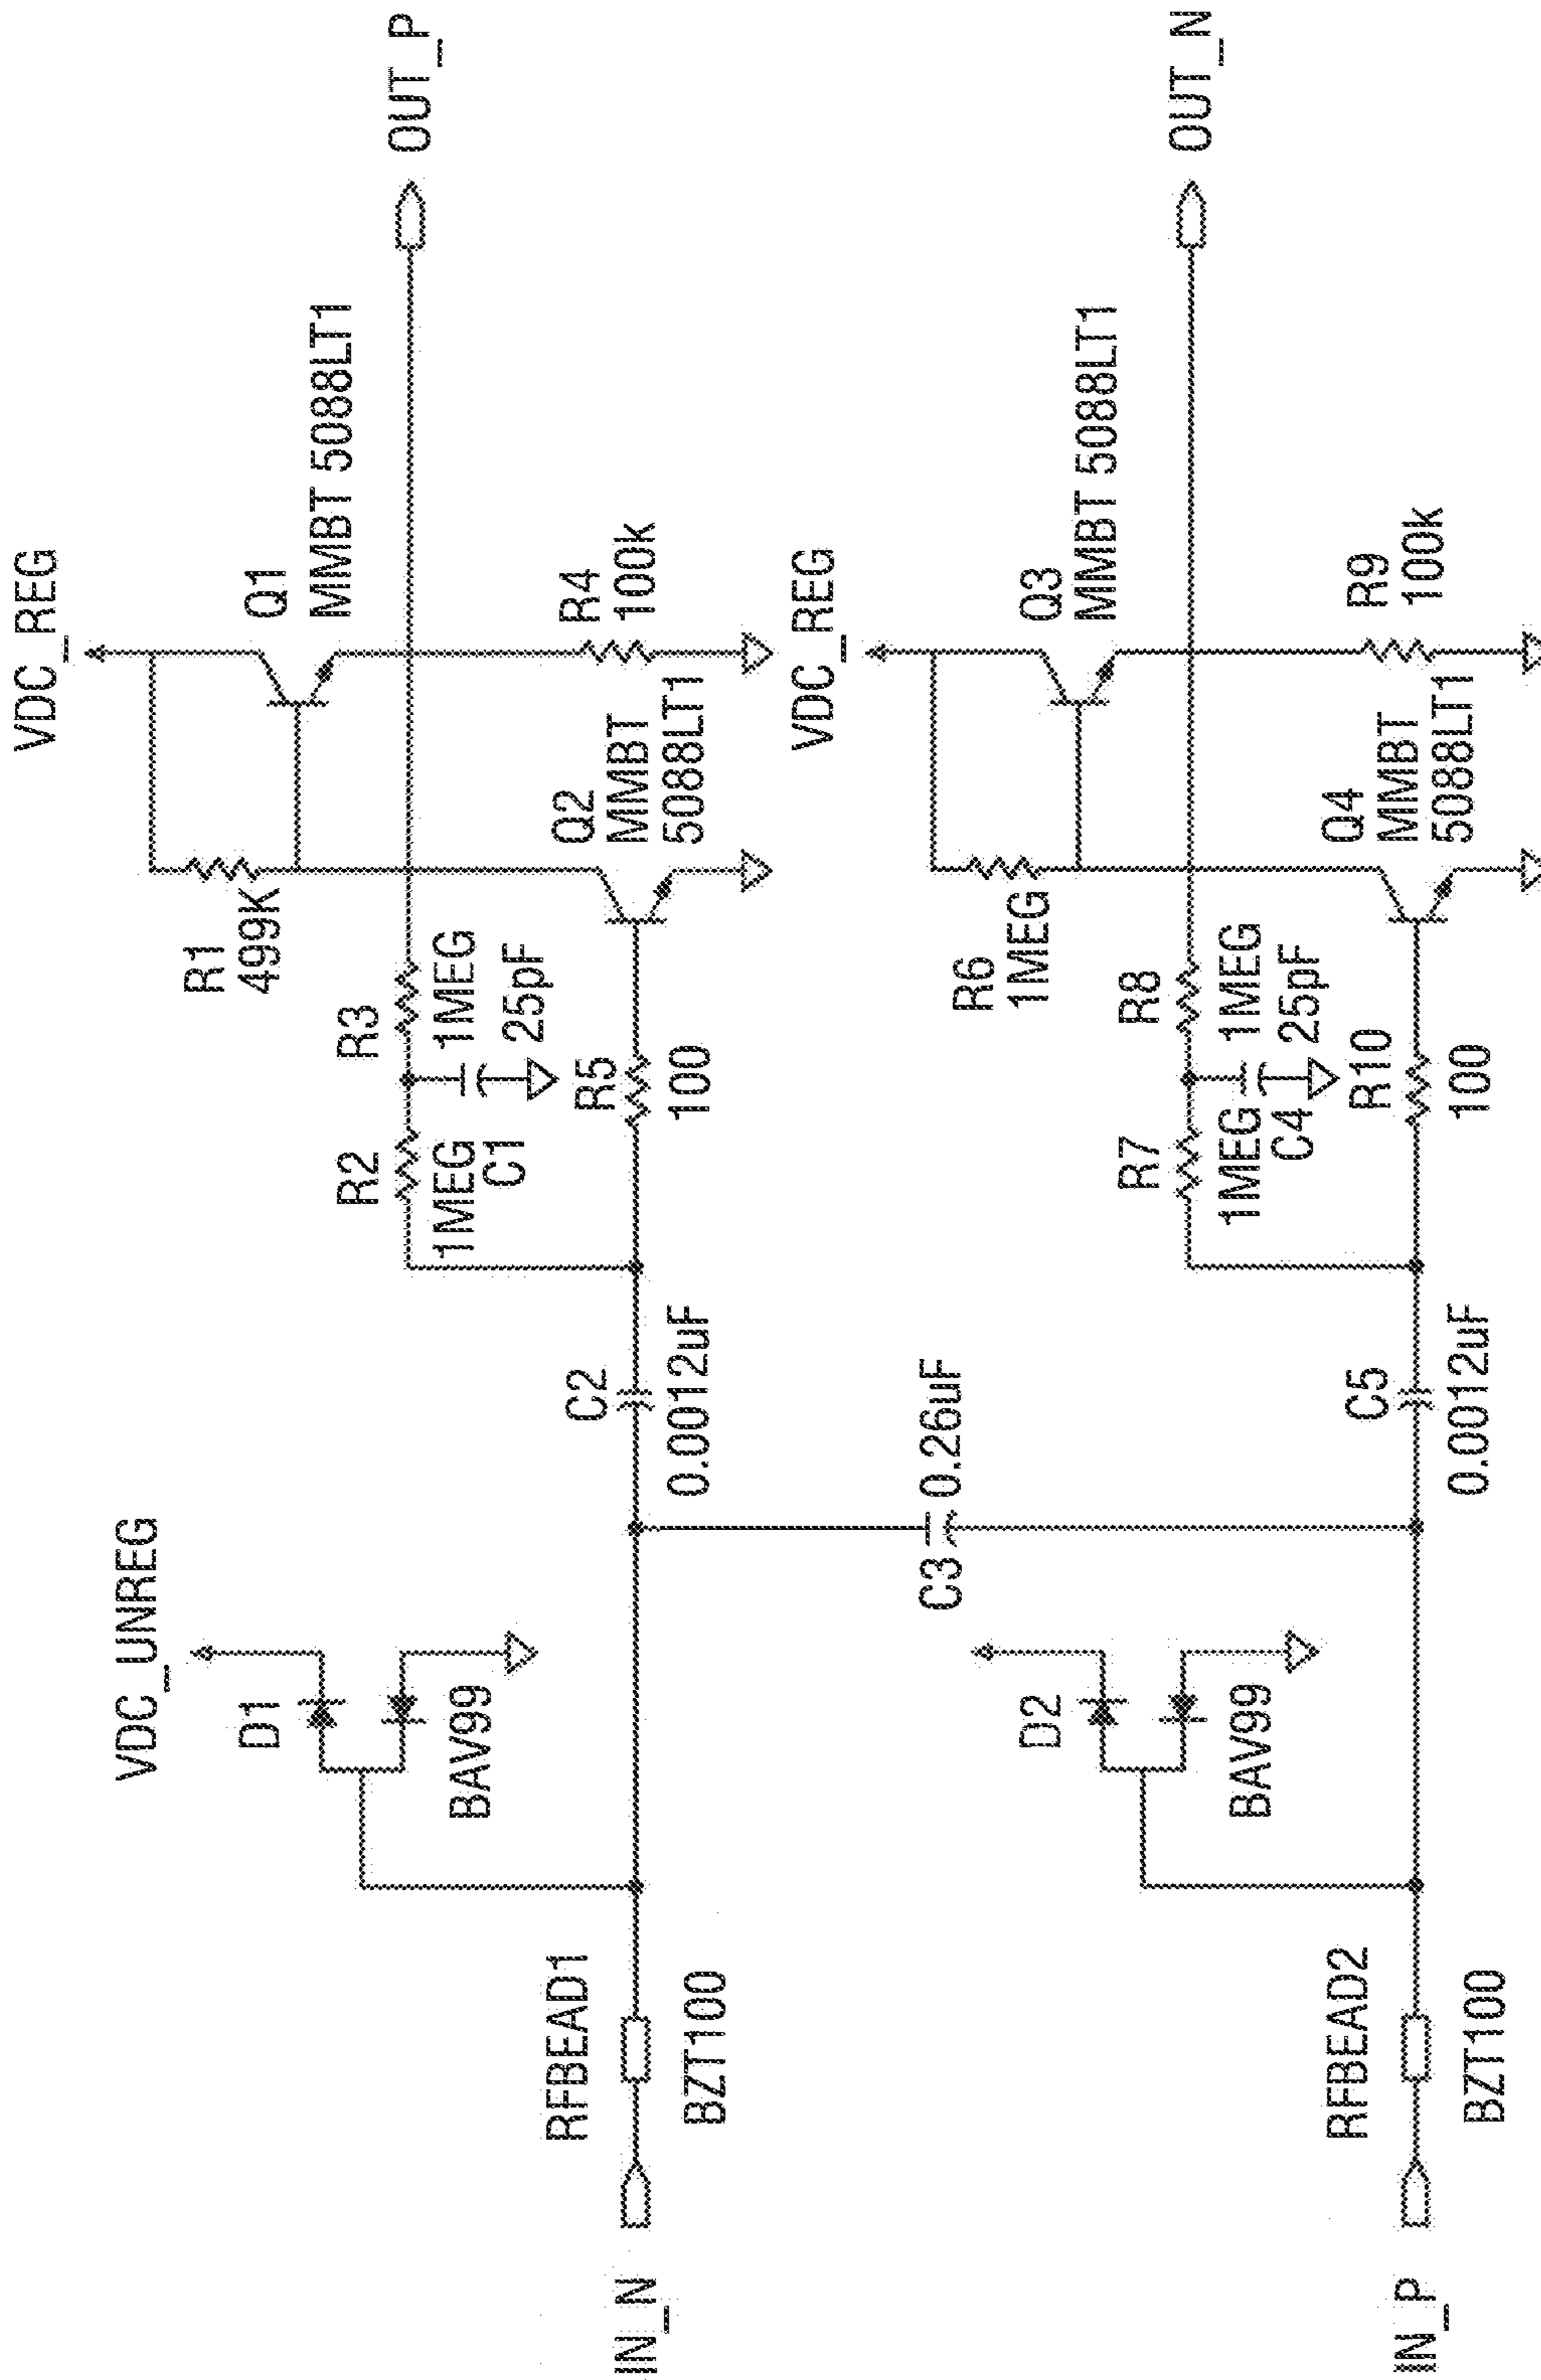 VDC_UNREG
D1
BAV99
IN_N
RFBEAD1
BZT100
C2
0.0012uF
VDC_REG
R1
499K
Q1
MMBT 5088LT1
OUT_P
R2
1MEG
R3
1MEG
C1
25pF
R5
100
Q2
MMBT
5088LT1
R4
100k
C3
0.26uF
D2
BAV99
IN_P
RFBEAD2
BZT100
C5
0.0012uF
VDC_REG
R6
1MEG
Q3
MMBT 5088LT1
OUT_N
R7
1MEG
R8
1MEG
C4
25pF
R10
100
Q4
MMBT
5088LT1
R9
100k